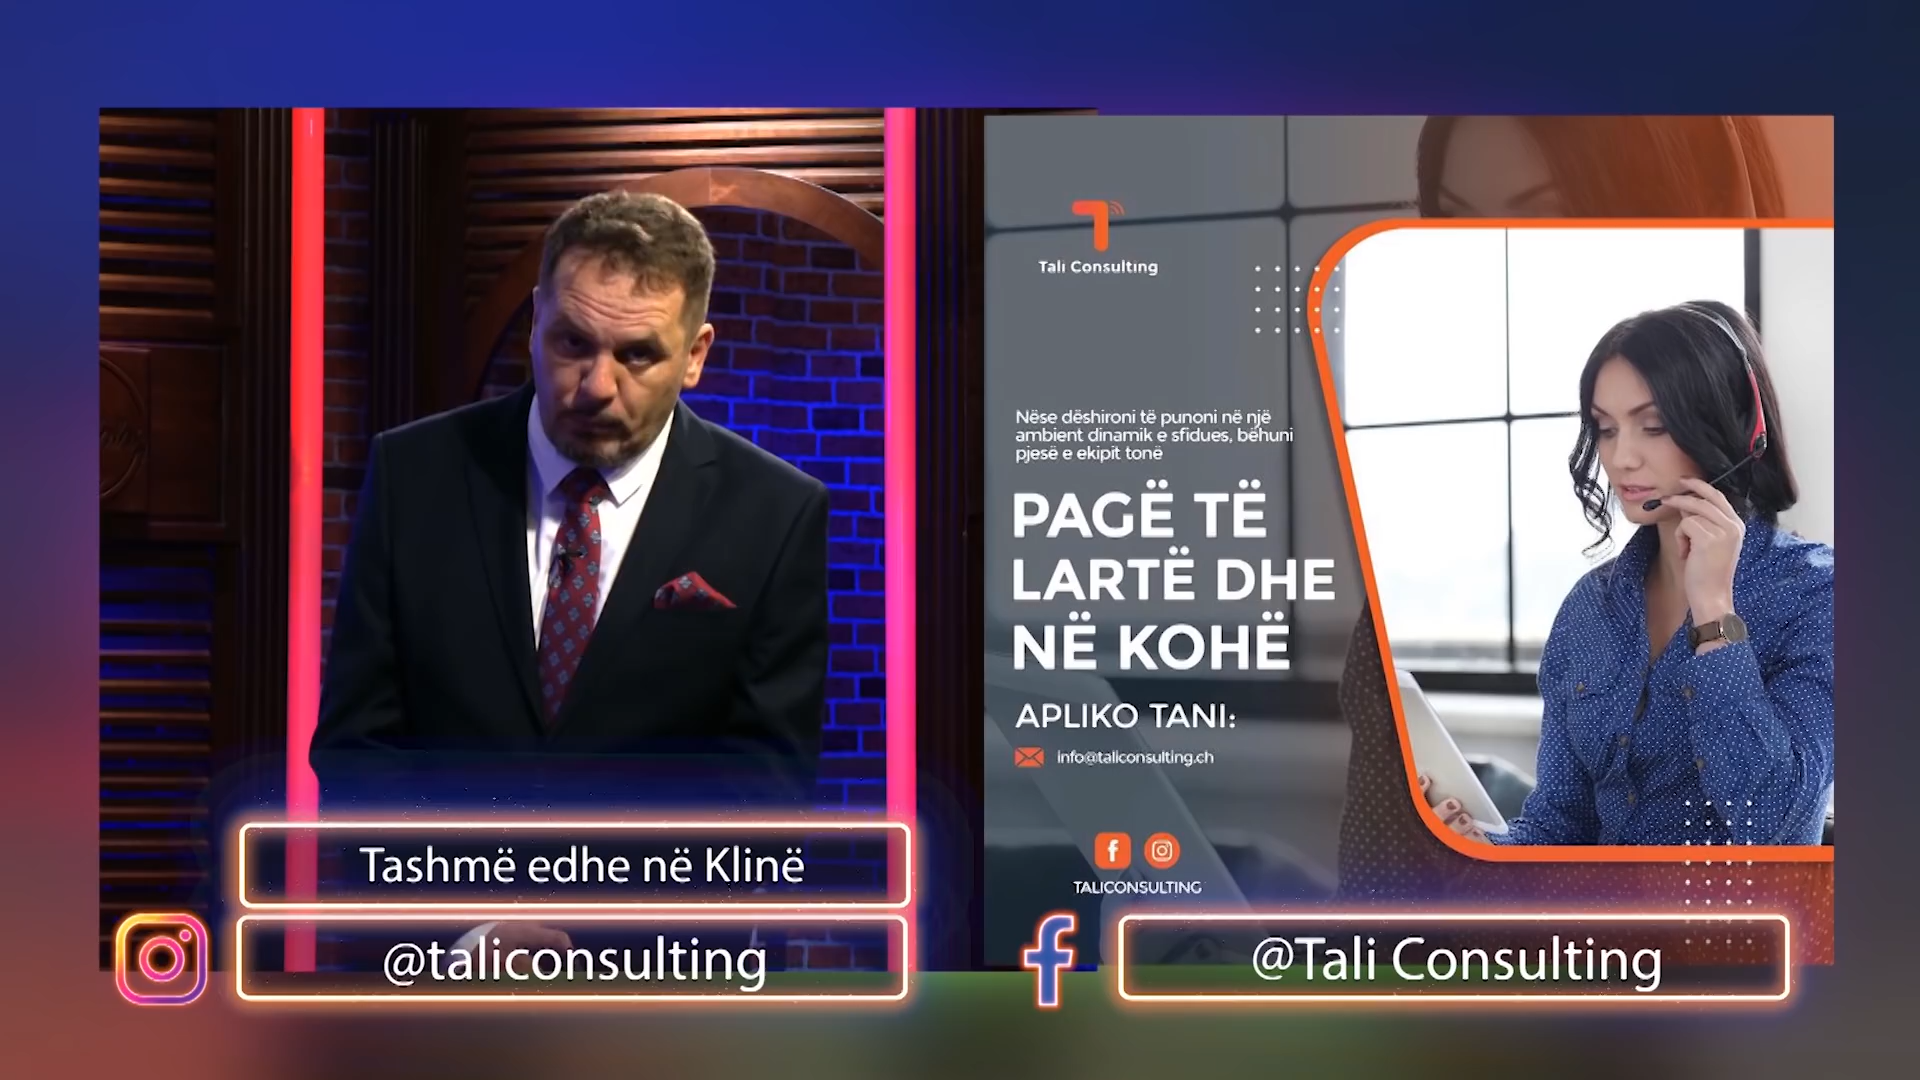 Tali Consulting
Nëse dëshironi të punoni në një
ambient dinamik e sfidues, bëhuni
pjesë e ekipit tonë
PAGË TË
LARTË DHE
NË KOHË
APLIKO TANI:
info@taliconsulting.ch
TALICONSULTING
Tashmë edhe në Klinë
@taliconsulting
@Tali Consulting